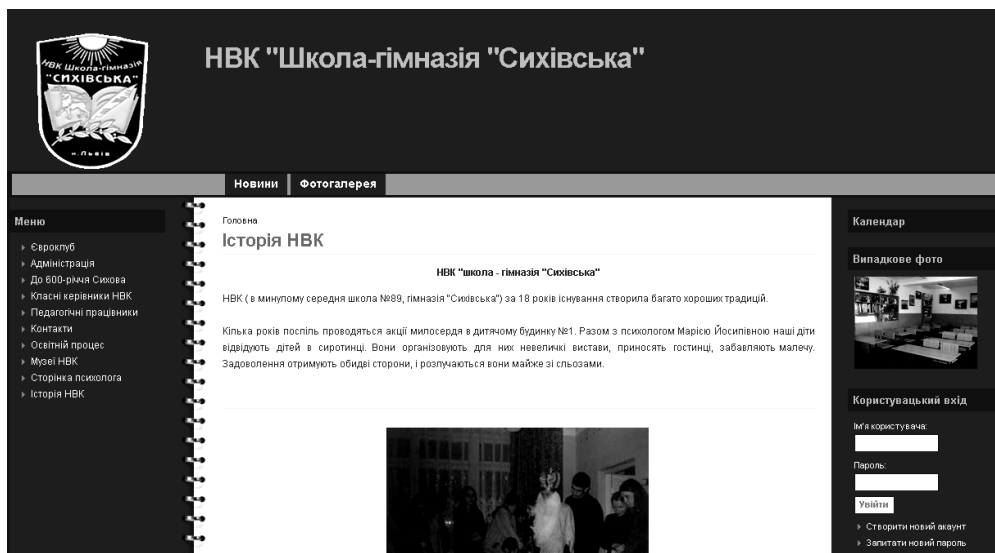 НВК Школа-гімназія
"СИХІВСЬКА"
м.Львів
НВК "Школа-гімназія "Сихівська"
Новини
Фотогалерея
Меню
Євроклуб
Адміністрація
До 600-річчя Сихова
Класні керівники НВК
Педагогічні працівники
Контакти
Освітній процес
Музеї НВК
Сторінка психолога
Історія НВК
Головна
Історія НВК
НВК "школа - гімназія "Сихівська"
НВК ( в минулому середня школа №89, гімназія "Сихівська") за 18 років існування створила багато хороших традицій.
Кілька років поспіль проводяться акції милосердя в дитячому будинку №1. Разом з психологом Марією Йосипівною наші діти
відвідують дітей в сиротинці. Вони організовують для них невеличкі вистави, приносять гостинці, забавляють малечу.
Задоволення отримують обидві сторони, і розлучаються вони майже зі сльозами.
Календар
Випадкове фото
Користувацький вхід
Ім'я користувача:
Пароль:
Увійти
Створити новий акаунт
Запитати новий пароль